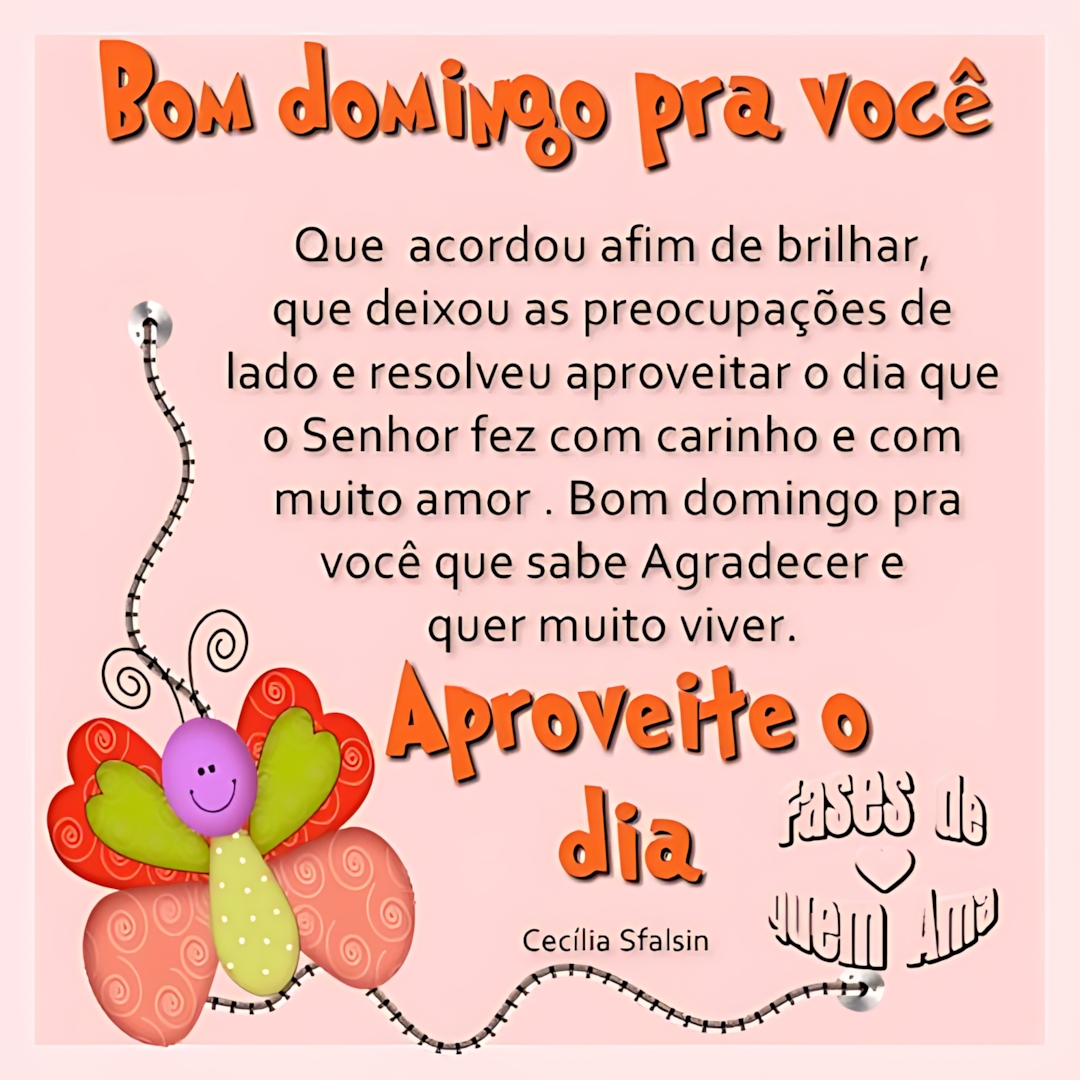 Bom domingo pra você
Que acordou afim de brilhar,
que deixou as preocupações de
lado e resolveu aproveitar o dia que
o Senhor fez com carinho e com
muito amor . Bom domingo pra
você que sabe Agradecer e
quer muito viver.
Aproveite o
dia
Fases de
quem Ama
Cecília Sfalsin